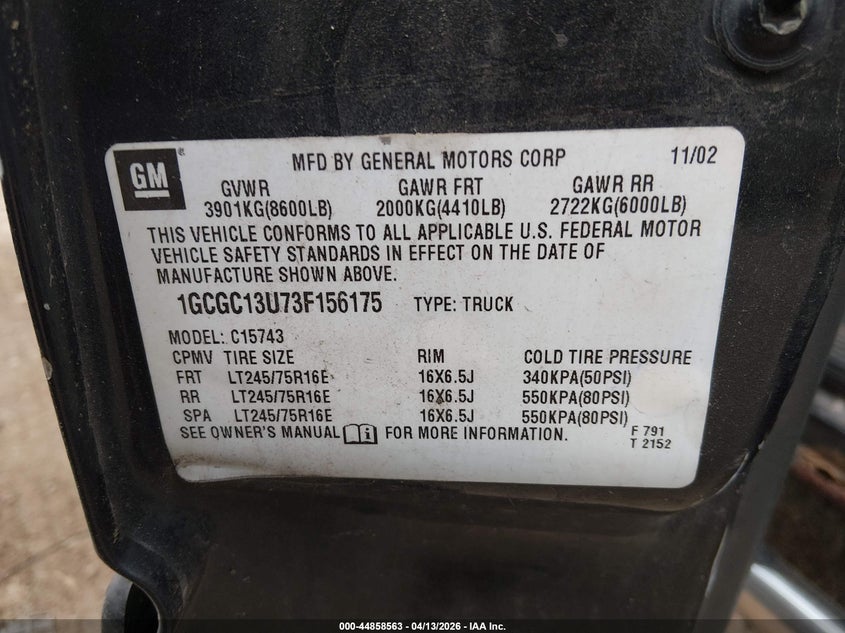 GM
MFD BY GENERAL MOTORS CORP 11/02
GVWR GAWR FRT GAWR RR
3901KG(8600LB) 2000KG(4410LB) 2722KG(6000LB)
THIS VEHICLE CONFORMS TO ALL APPLICABLE U.S. FEDERAL MOTOR
VEHICLE SAFETY STANDARDS IN EFFECT ON THE DATE OF
MANUFACTURE SHOWN ABOVE.
1GCGC13U73F156175 TYPE: TRUCK
MODEL: C15743
CPMV TIRE SIZE RIM COLD TIRE PRESSURE
FRT LT245/75R16E 16X6.5J 340KPA(50PSI)
RR LT245/75R16E 16X6.5J 550KPA(80PSI)
SPA LT245/75R16E 16X6.5J 550KPA(80PSI)
SEE OWNER'S MANUAL i FOR MORE INFORMATION.
F 791
T 2152
000-44858563 - 04/13/2026 - IAA Inc.